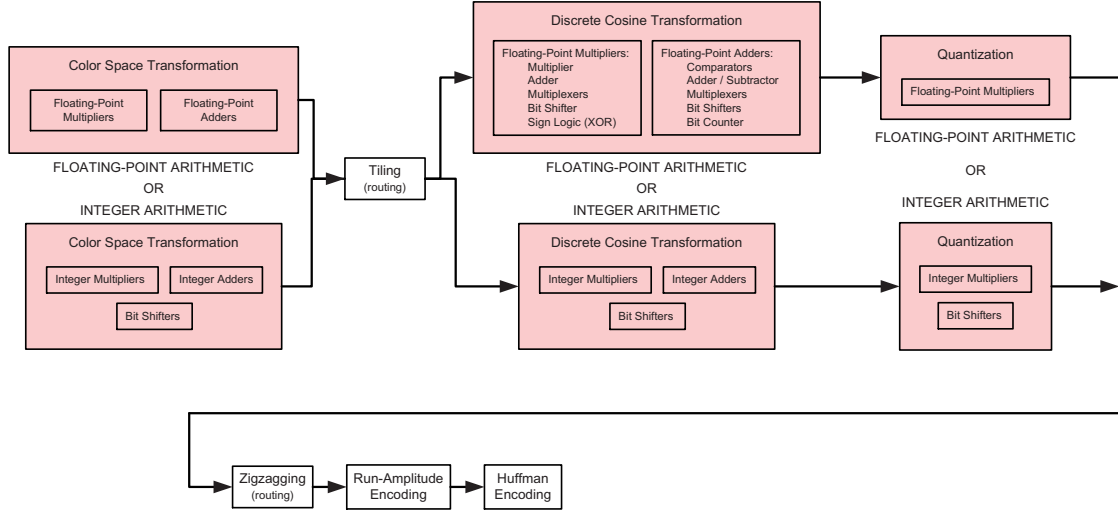 Color Space Transformation
Floating-Point
Multipliers
Floating-Point
Adders
FLOATING-POINT ARITHMETIC
OR
INTEGER ARITHMETIC
Color Space Transformation
Integer Multipliers
Integer Adders
Bit Shifters
Tiling
(routing)
Discrete Cosine Transformation
Floating-Point Multipliers:
Multiplier
Adder
Multiplexers
Bit Shifter
Sign Logic (XOR)
Floating-Point Adders:
Comparators
Adder / Subtractor
Multiplexers
Bit Shifters
Bit Counter
FLOATING-POINT ARITHMETIC
OR
INTEGER ARITHMETIC
Discrete Cosine Transformation
Integer Multipliers
Integer Adders
Bit Shifters
Quantization
Floating-Point Multipliers
FLOATING-POINT ARITHMETIC
OR
INTEGER ARITHMETIC
Quantization
Integer Multipliers
Bit Shifters
Zigzagging
(routing)
Run-Amplitude
Encoding
Huffman
Encoding